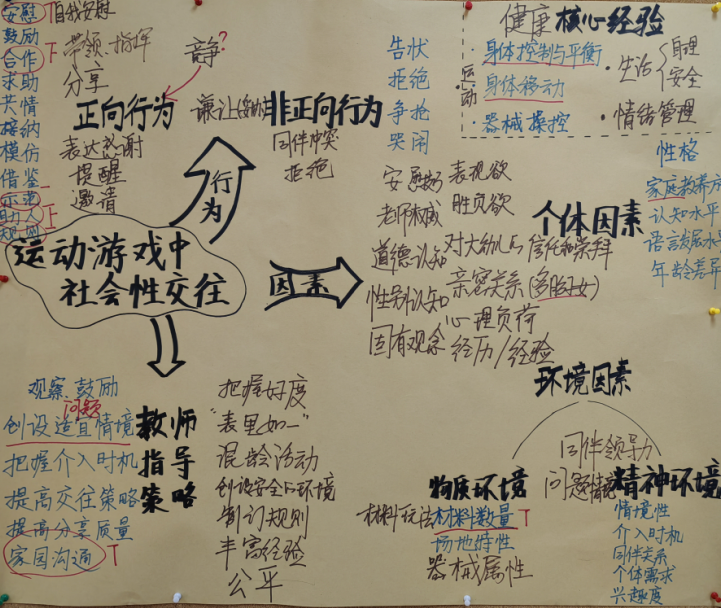 安慰
自我安慰
鼓励
合作
求助
共情
接纳
模仿
借鉴
示范
助人
规则
带领、指挥
分享
静?
正向行为
谦让
表达感谢
提醒
邀请
非正向行为
同伴冲突
拒绝
告状
拒绝
争抢
哭闹
健康核心经验
运动
·身体控制与平衡
·身体移动
·器械操控
·生活
自理
安全
·情绪管理
行为
运动游戏中
社会性交往
因素
个体因素
表现欲
老师权威
胜负欲
道德认知
对大幼儿
信任和崇拜
性别认知
亲密关系(多胎子女)
心理负荷
固有观念
经历/经验
性格
家庭教养
认知水平
语言发展水
年龄差异
环境因素
同伴领导力
问题情境
物质环境
材料玩法
材料数量
场地特性
器械属性
精神环境
情境性
介入时机
同伴关系
个体需求
兴趣度
教师
指导
策略
观察 鼓励
问题
创设适宜情境
把握介入时机
提高交往策略
提高分享质量
家园沟通
把握好度
“表里如一”
混龄活动
创设安全的环境
制订规则
丰富经验
公平